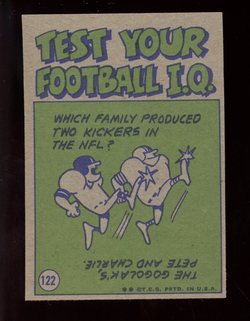 TEST YOUR
FOOTBALL I.Q.
WHICH FAMILY PRODUCED
TWO KICKERS IN
THE NFL?
THE GOGOLAK'S,
PETE AND CHARLIE.
122
©T.C.G. PRTD. IN U.S.A.